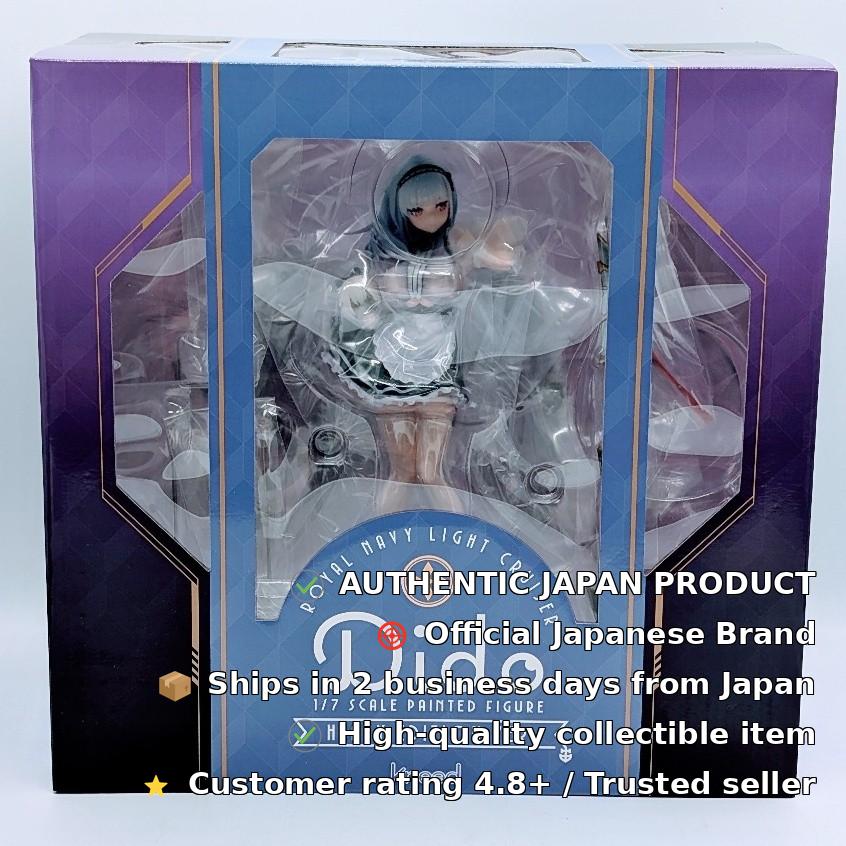 ROYAL NAVY LIGHT CRUISER
✓ AUTHENTIC JAPAN PRODUCT
Official Japanese Brand
Dido
Ships in 2 business days from Japan
1/7 SCALE PAINTED FIGURE
High-quality collectible item
Customer rating 4.8+ / Trusted seller